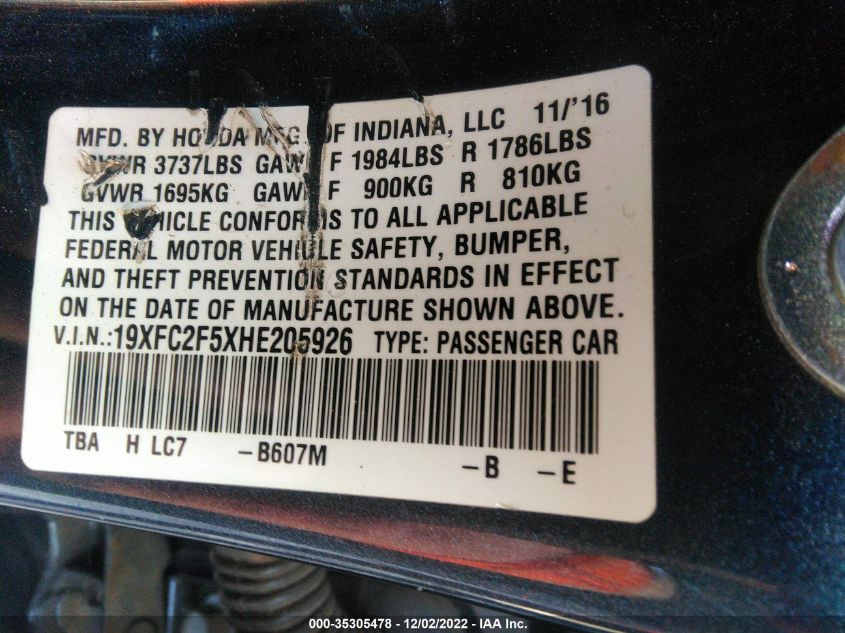 MFD. BY HONDA MFG OF INDIANA, LLC 11/'16
GVWR 3737LBS GAW F 1984LBS R 1786LBS
GVWR 1695KG GAW F 900KG R 810KG
THIS VEHICLE CONFORMS TO ALL APPLICABLE
FEDERAL MOTOR VEHICLE SAFETY, BUMPER,
AND THEFT PREVENTION STANDARDS IN EFFECT
ON THE DATE OF MANUFACTURE SHOWN ABOVE.
V.I.N.:19XFC2F5XHE205926 TYPE: PASSENGER CAR
TBA H LC7 -B607M -B -E
000-35305478 - 12/02/2022 - IAA Inc.